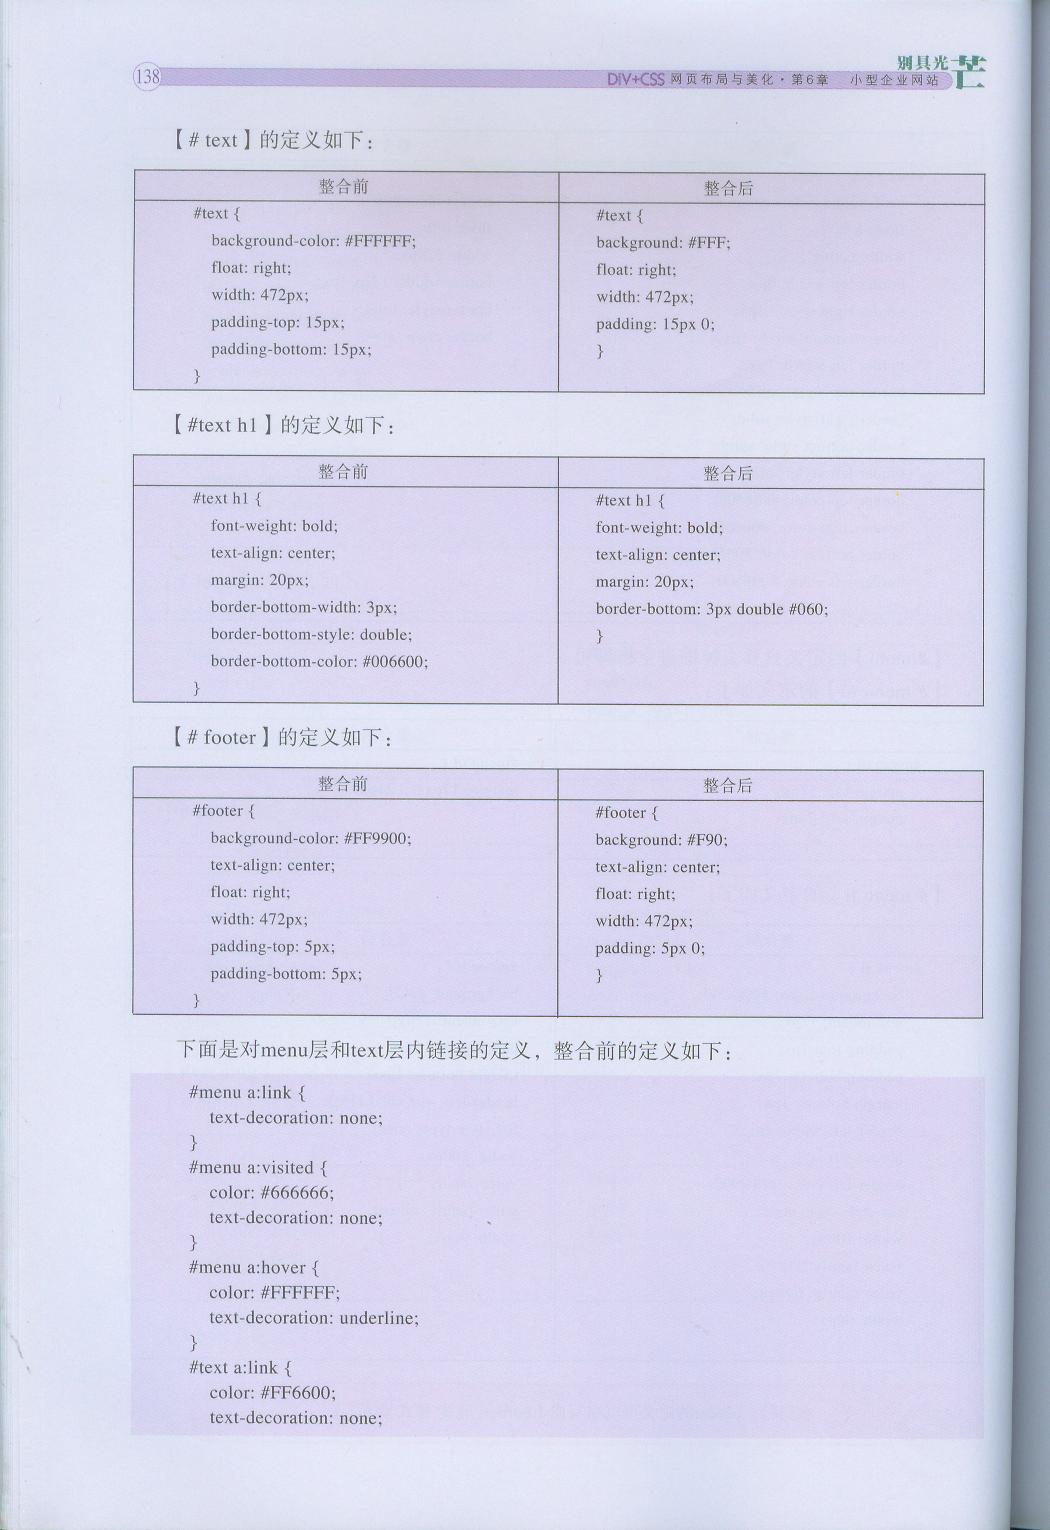 138
DIV+CSS 网页布局与美化·第6章 小型企业网站
别具光芒
【# text】的定义如下：
整合前
#text {
background-color: #FFFFFF;
float: right;
width: 472px;
padding-top: 15px;
padding-bottom: 15px;
}
整合后
#text {
background: #FFF;
float: right;
width: 472px;
padding: 15px 0;
}
【#text h1】的定义如下：
整合前
#text h1 {
font-weight: bold;
text-align: center;
margin: 20px;
border-bottom-width: 3px;
border-bottom-style: double;
border-bottom-color: #006600;
}
整合后
#text h1 {
font-weight: bold;
text-align: center;
margin: 20px;
border-bottom: 3px double #060;
}
【# footer】的定义如下：
整合前
#footer {
background-color: #FF9900;
text-align: center;
float: right;
width: 472px;
padding-top: 5px;
padding-bottom: 5px;
}
整合后
#footer {
background: #F90;
text-align: center;
float: right;
width: 472px;
padding: 5px 0;
}
下面是对menu层和text层内链接的定义，整合前的定义如下：
#menu a:link {
text-decoration: none;
}
#menu a:visited {
color: #666666;
text-decoration: none;
}
#menu a:hover {
color: #FFFFFF;
text-decoration: underline;
}
#text a:link {
color: #FF6600;
text-decoration: none;